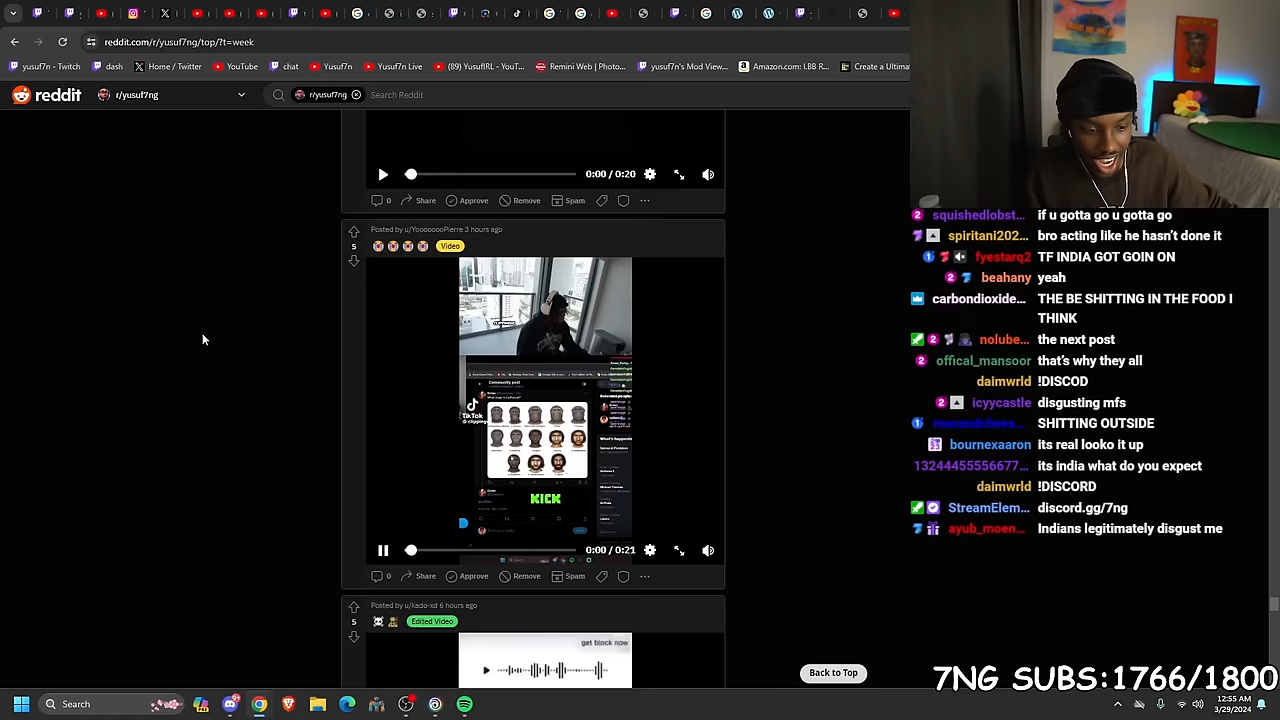 reddit.com/r/yusuf7ng/top/?t=week
yusuf7n - Twitch
dash
Home / Twitter
YouTube
chat
Yusuf7n
Yusuf7n Live
(89) YusufIRL - YouT...
Remini Web | Photo...
yusuf7n's Mod View...
Amazon.com: LBB R...
Create a Ultima
reddit
r/yusuf7ng
r/yusuf7ng
Search Reddit
0:00 / 0:20
0
Share
Approve
Remove
Spam
Posted by u/YoooooooPierre 3 hours ago
5
Video
Community post
TikTok
KICK
0:00 / 0:21
0
Share
Approve
Remove
Spam
Posted by u/kado-xd 6 hours ago
5
Edited Video
get block now
Back to Top
squishedlobst... if u gotta go u gotta go
spiritani202... bro acting like he hasn't done it
fyestarq2 TF INDIA GOT GOIN ON
beahany yeah
carbondioxide... THE BE SHITTING IN THE FOOD I
THINK
nolube... the next post
offical_mansoor that's why they all
daimwrld !DISCOD
icyycastle disgusting mfs
SHITTING OUTSIDE
bournexaaron its real looko it up
13244455556677... its india what do you expect
daimwrld !DISCORD
StreamElem... discord.gg/7ng
ayub_moen... Indians legitimately disgust me
7NG SUBS:1766/1800
Search
12:55 AM
3/29/2024